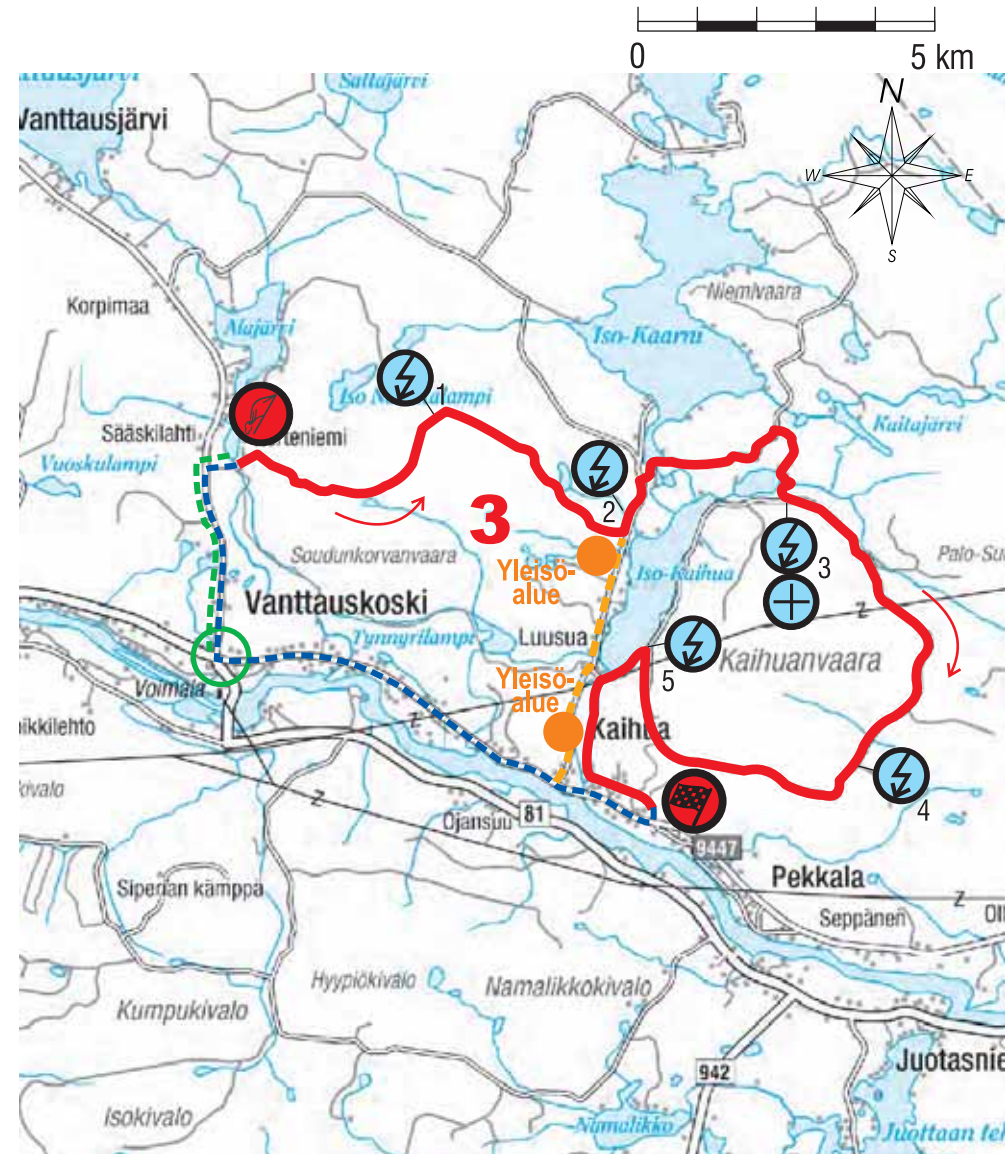 0 5 km
Sattajärvi
Vanttausjärvi
N
W E
S
Korpimaa
Niemivaara
Alajärvi
Iso-Kaarni
1
Kaitajärvi
Sääskilahti
Vuoskulampi
2
3
Soudunkorvanvaara
Yleisö-
alue
Iso-Kaihua
3
Z
Vanttauskoski
Luusua
Tynnyrilampi
Kaihuanvaara
5
Voimala
Yleisö-
alue
Z
Kaihua
Z
4
Ojansuu
81
9447
Siperian kämppä
Pekkala
Z
Seppänen
Hyypiökivalo
Namalikkokivalo
Kumpukivalo
942
Isokivalo
Namalikko